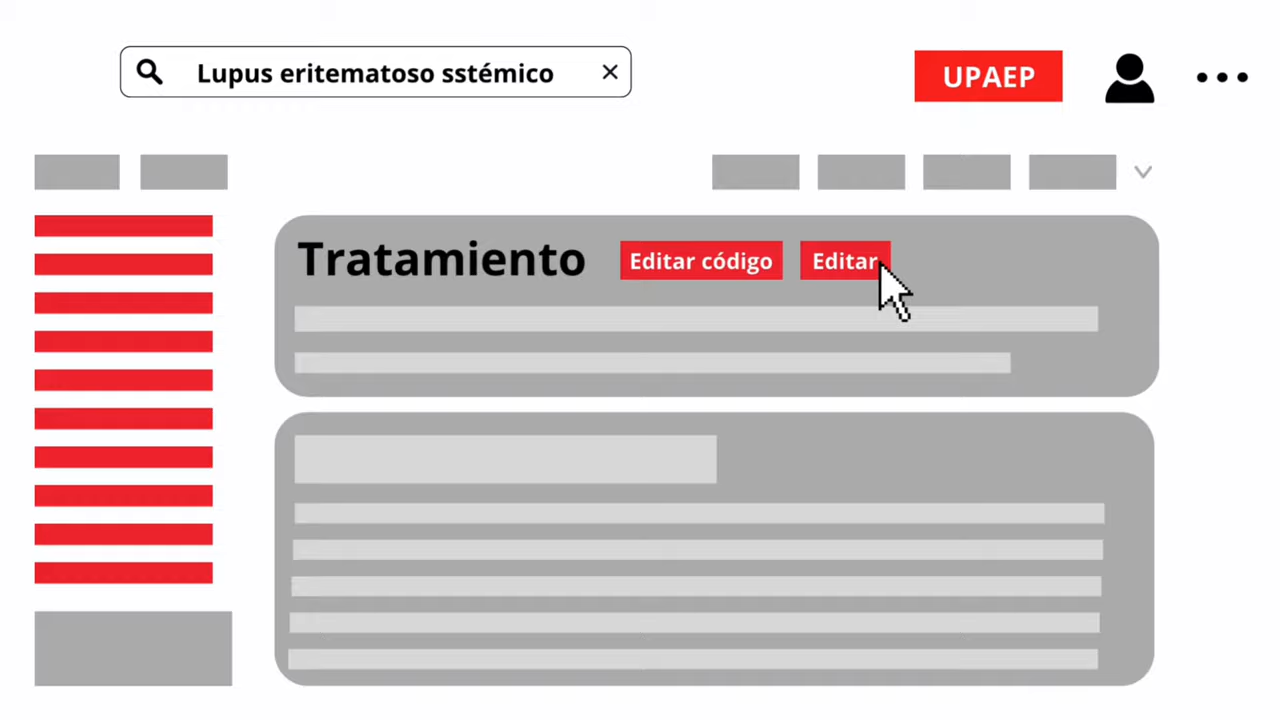 Lupus eritematoso sstémico
UPAEP
Tratamiento
Editar código
Editar